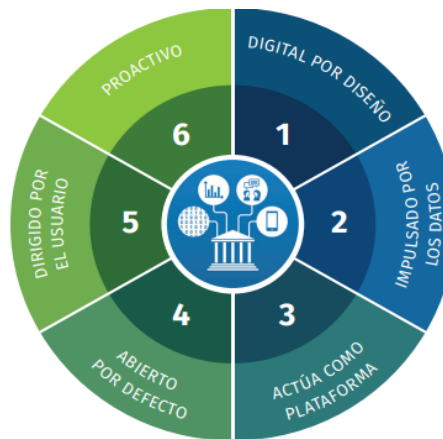 1
DIGITAL POR DISEÑO
2
IMPULSADO POR
LOS DATOS
3
ACTÚA COMO
PLATAFORMA
4
ABIERTO
POR DEFECTO
5
DIRIGIDO POR
EL USUARIO
6
PROACTIVO